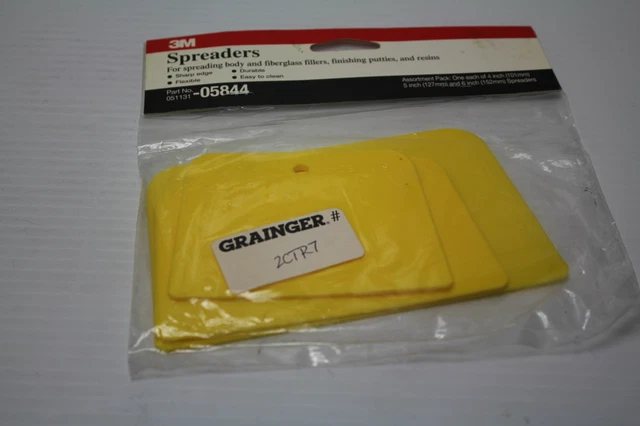 3M
Spreaders
For spreading body and fiberglass fillers, finishing putties, and resins
• Sharp edge • Durable
• Flexible • Easy to clean
Part No.
051131 -05844
Assortment Pack: One each of 4 inch (101mm)
5 inch (127mm) and 6 inch (152mm) Spreaders
GRAINGER. #
2CTR7